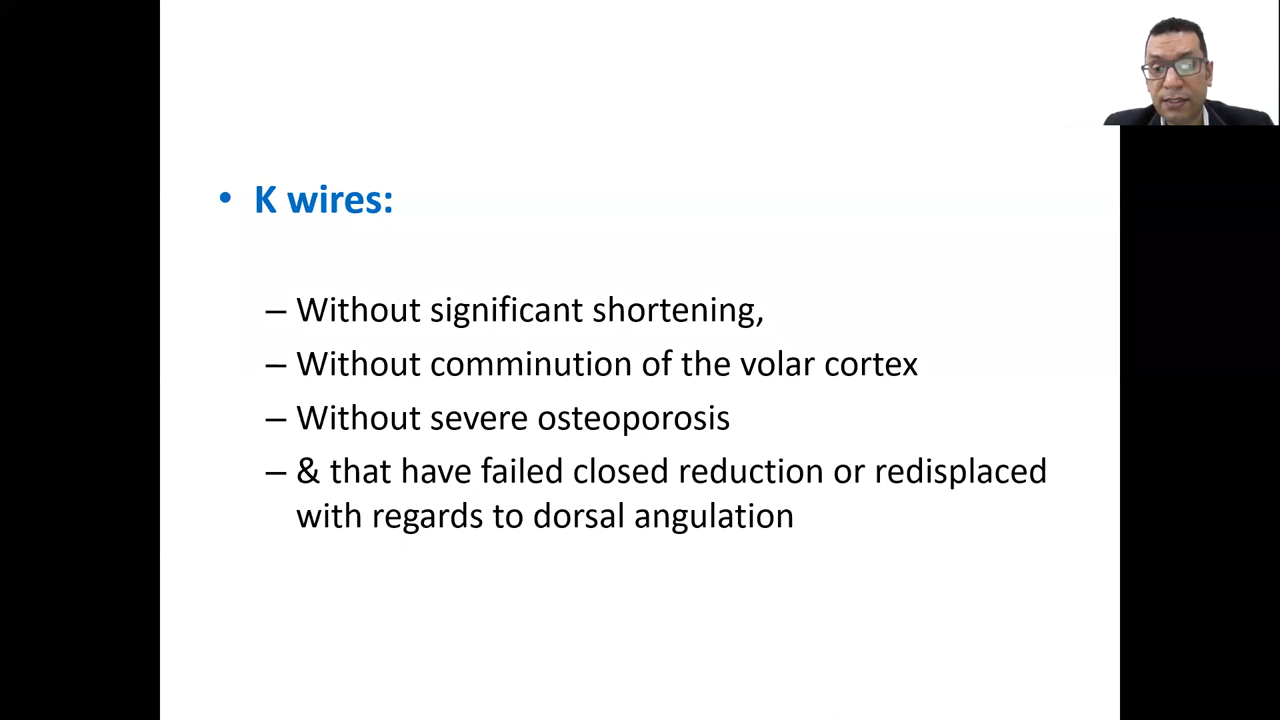 • K wires:
– Without significant shortening,
– Without comminution of the volar cortex
– Without severe osteoporosis
– & that have failed closed reduction or redisplaced
with regards to dorsal angulation